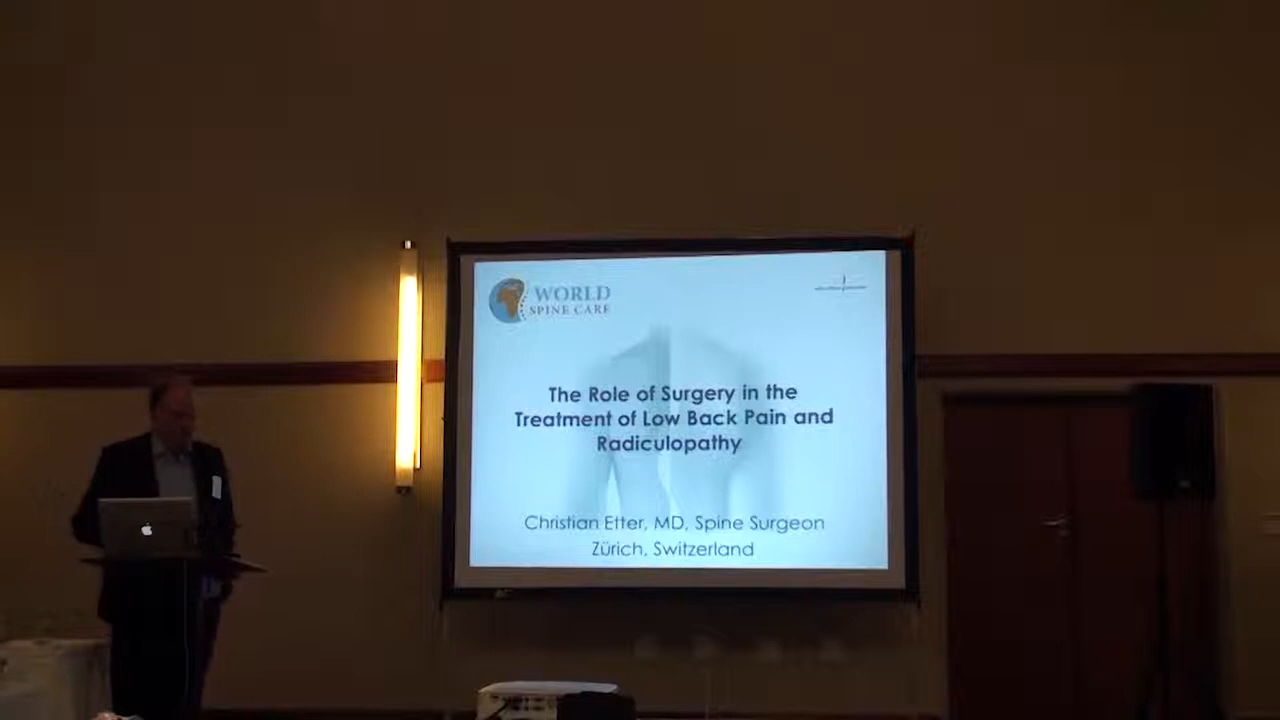 WORLD
SPINE CARE
The Role of Surgery in the
Treatment of Low Back Pain and
Radiculopathy
Christian Etter, MD, Spine Surgeon
Zürich, Switzerland